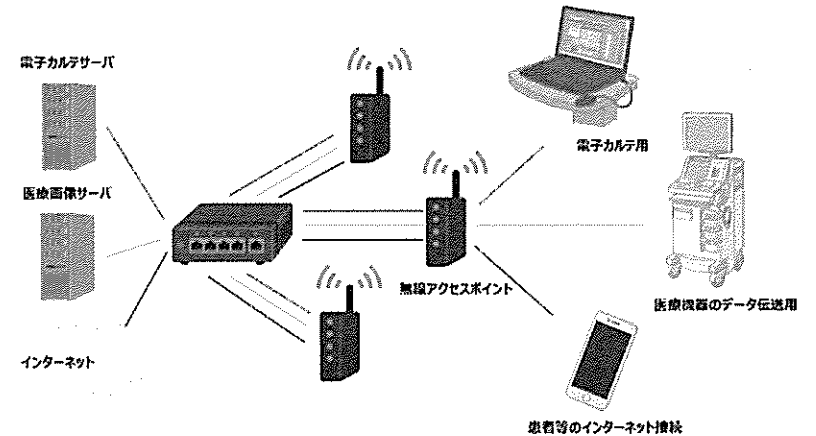 電子カルテサーバ
医療画像サーバ
インターネット
無線アクセスポイント
電子カルテ用
医療機器のデータ伝送用
患者等のインターネット接続